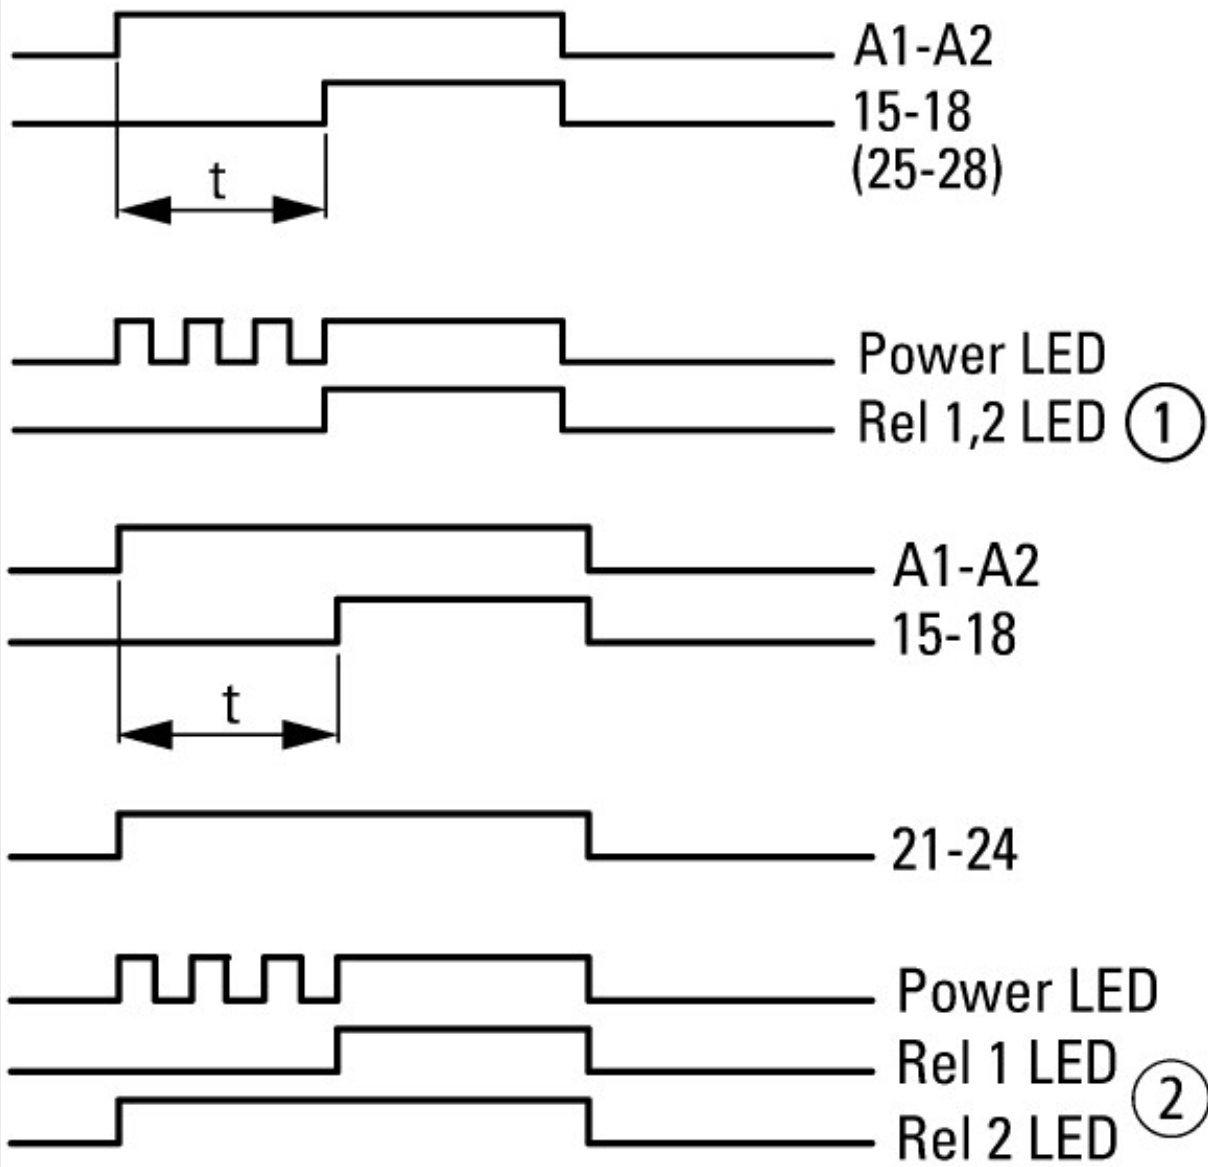 A1-A2
15-18
(25-28)
t
Power LED
Rel 1,2 LED 1
A1-A2
15-18
t
21-24
Power LED
Rel 1 LED
2
Rel 2 LED